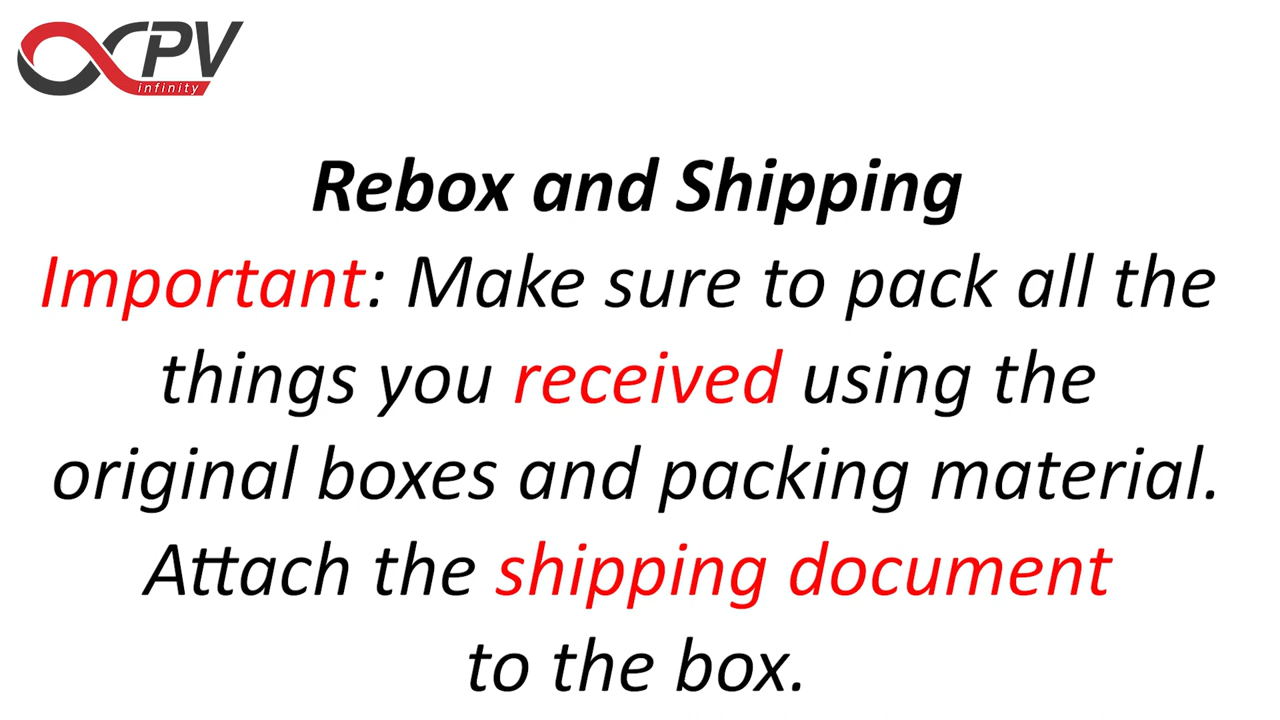 PV
infinity
Rebox and Shipping
Important: Make sure to pack all the
things you received using the
original boxes and packing material.
Attach the shipping document
to the box.